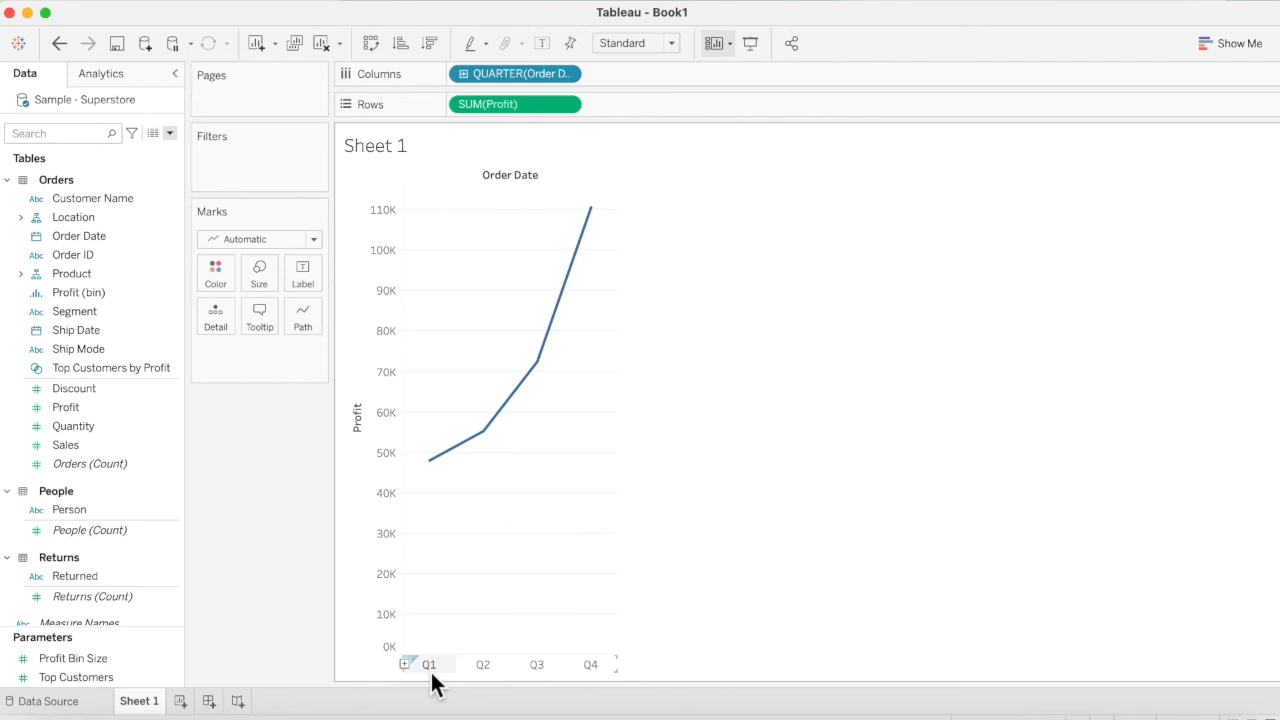 Tableau - Book1
Standard
Show Me
Data
Analytics
Sample - Superstore
Search
Tables
Orders
Customer Name
Location
Order Date
Order ID
Product
Profit (bin)
Segment
Ship Date
Ship Mode
Top Customers by Profit
Discount
Profit
Quantity
Sales
Orders (Count)
People
Person
People (Count)
Returns
Returned
Returns (Count)
Measure Names
Parameters
Profit Bin Size
Top Customers
Pages
Filters
Marks
Automatic
Color
Size
Label
Detail
Tooltip
Path
Columns
QUARTER(Order D..
Rows
SUM(Profit)
Sheet 1
Order Date
110K
100K
90K
80K
70K
60K
50K
40K
30K
20K
10K
0K
Profit
Q1 Q2 Q3 Q4
Data Source
Sheet 1